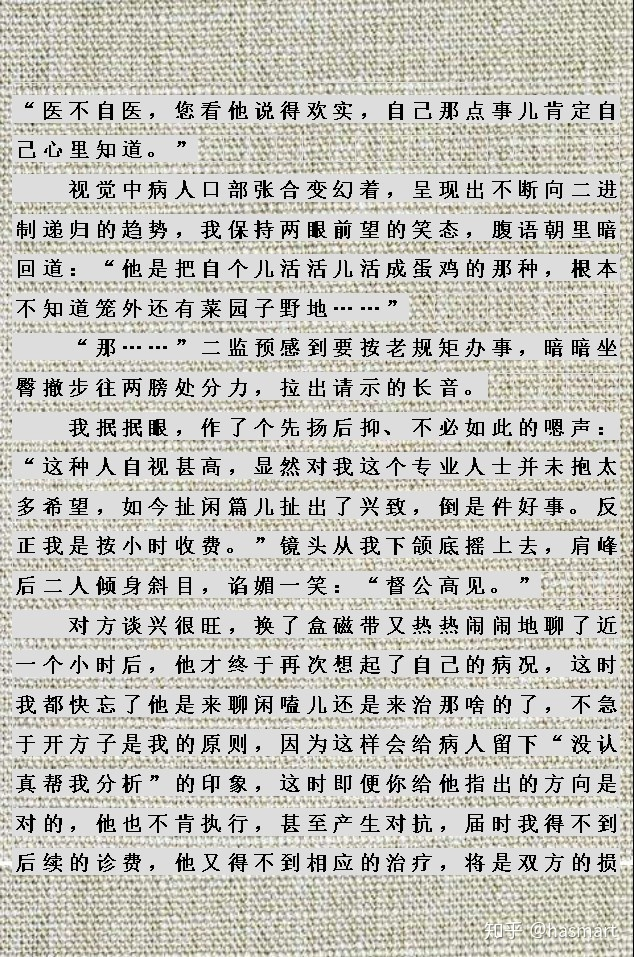 “医不自医，您看他说得欢实，自己那点事儿肯定自
己心里知道。”
视觉中病人口部张合变幻着，呈现出不断向二进
制递归的趋势，我保持两眼前望的笑态，腹语朝里暗
回道：“他是把自个儿活活儿活成蛋鸡的那种，根本
不知道笼外还有菜园子野地……”
“那……”二监预感到要按老规矩办事，暗暗坐
臀撤步往两膀处分力，拉出请示的长音。
我抿抿眼，作了个先扬后抑、不必如此的嗯声：
“这种人自视甚高，显然对我这个专业人士并未抱太
多希望，如今扯闲篇儿扯出了兴致，倒是件好事。反
正我是按小时收费。”镜头从我下颌底摇上去，肩峰
后二人倾身斜目，谄媚一笑：“督公高见。”
对方谈兴很旺，换了盒磁带又热热闹闹地聊了近
一个小时后，他才终于再次想起了自己的病况，这时
我都快忘了他是来聊闲嗑儿还是来治那啥的了，不急
于开方子是我的原则，因为这样会给病人留下“没认
真帮我分析”的印象，这时即便你给他指出的方向是
对的，他也不肯执行，甚至产生对抗，届时我得不到
后续的诊费，他又得不到相应的治疗，将是双方的损
知乎 @hasmart